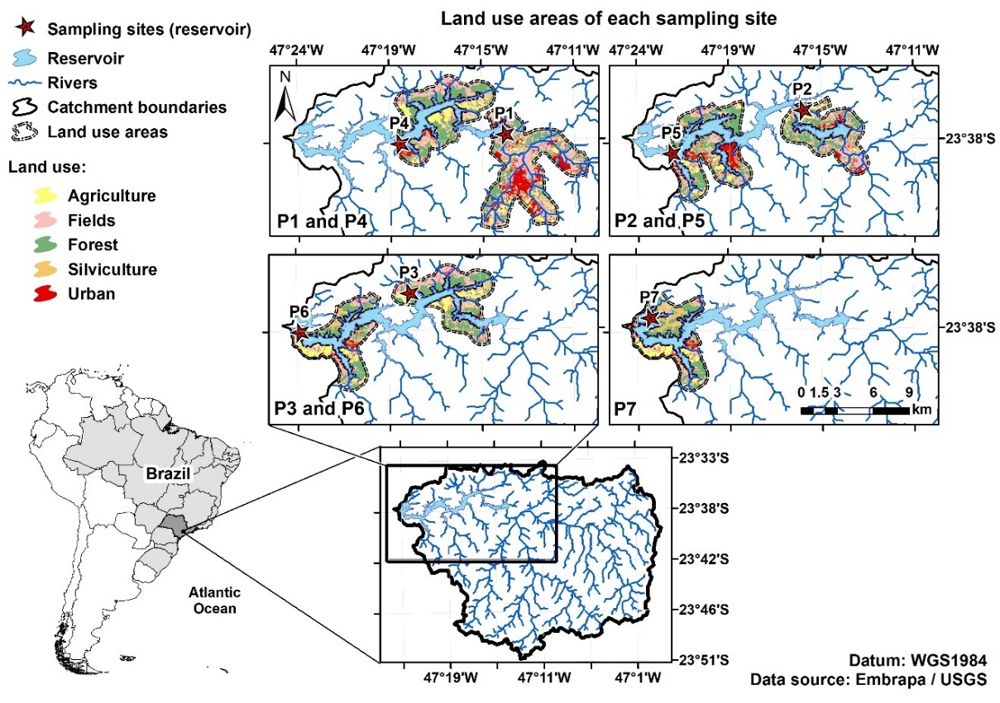 Land use areas of each sampling site
Sampling sites (reservoir)
Reservoir
Rivers
Catchment boundaries
Land use areas
Land use:
Agriculture
Fields
Forest
Silviculture
Urban
47°24'W 47°19'W 47°15'W 47°11'W
47°24'W 47°19'W 47°15'W 47°11'W
N
P4
P1
P1 and P4
P2
P5
P2 and P5
23°38'S
P3
P6
P3 and P6
P7
P7
23°38'S
0 1.5 3 6 9
km
Brazil
Atlantic
Ocean
23°33'S
23°38'S
23°42'S
23°46'S
23°51'S
47°19'W 47°11'W 47°1'W
Datum: WGS1984
Data source: Embrapa / USGS